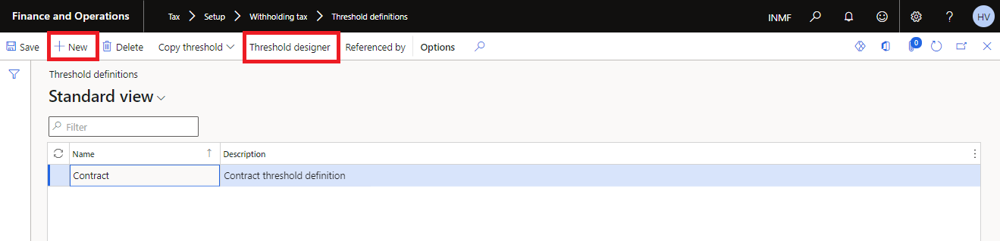 Finance and Operations Tax Setup Withholding tax Threshold definitions INMF ? HV
Save New Delete Copy threshold Threshold designer Referenced by Options 0
Threshold definitions
Standard view
Filter
Name Description
Contract Contract threshold definition